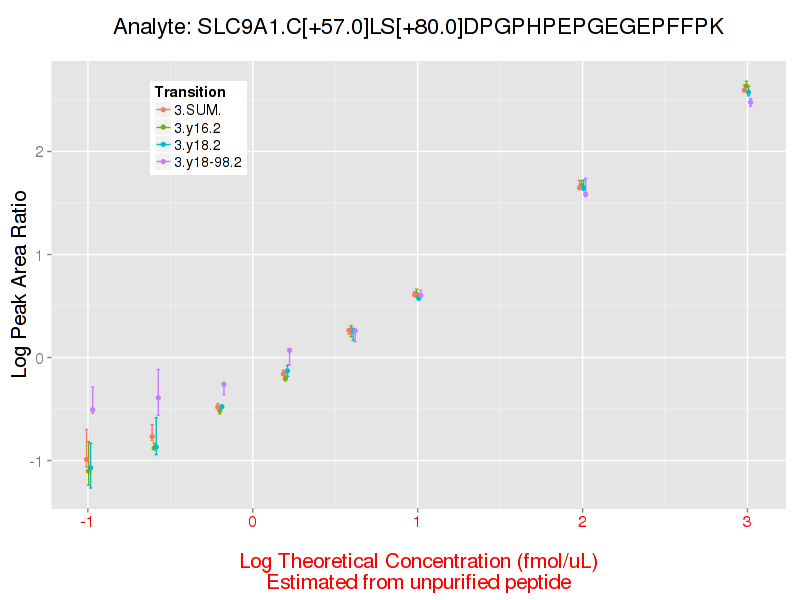 Analyte: SLC9A1.C[+57.0]LS[+80.0]DPGPHPEPGEGEPFFPK
Transition
3.SUM.
3.y16.2
3.y18.2
3.y18-98.2
Log Peak Area Ratio
2
1
0
-1
-1 0 1 2 3
Log Theoretical Concentration (fmol/uL)
Estimated from unpurified peptide